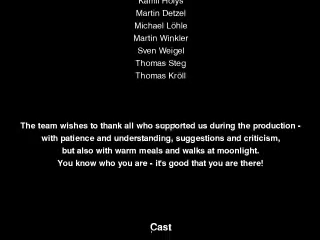 Kamil Holys
Martin Detzel
Michael Löhle
Martin Winkler
Sven Weigel
Thomas Steg
Thomas Kröll
The team wishes to thank all who supported us during the production -
with patience and understanding, suggestions and criticism,
but also with warm meals and walks at moonlight.
You know who you are - it's good that you are there!
Cast